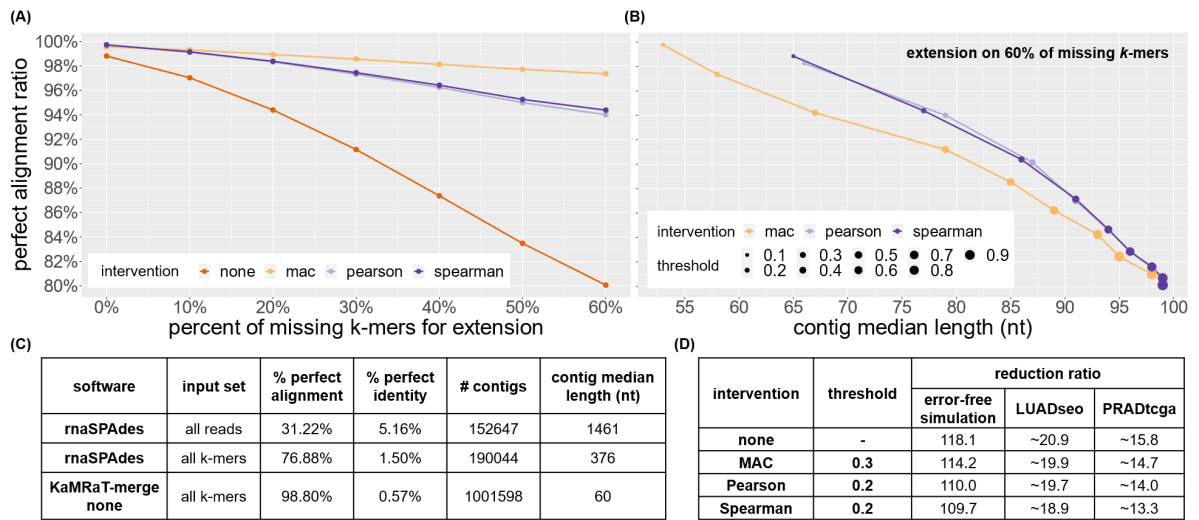 (A)
perfect alignment ratio
100%
98%
96%
94%
92%
90%
88%
86%
84%
82%
80%
intervention none mac pearson spearman
0% 10% 20% 30% 40% 50% 60%
percent of missing k-mers for extension
(B)
extension on 60% of missing k-mers
intervention mac pearson spearman
threshold
0.1 0.3 0.5 0.7 0.9
0.2 0.4 0.6 0.8
55 60 65 70 75 80 85 90 95 100
contig median length (nt)
(C)
software input set % perfect alignment % perfect identity # contigs contig median length (nt)
rnaSPAdes all reads 31.22% 5.16% 152647 1461
rnaSPAdes all k-mers 76.88% 1.50% 190044 376
KaMRaT-merge none all k-mers 98.80% 0.57% 1001598 60
(D)
intervention threshold reduction ratio
error-free simulation LUADseo PRADtcga
none - 118.1 ~20.9 ~15.8
MAC 0.3 114.2 ~19.9 ~14.7
Pearson 0.2 110.0 ~19.7 ~14.0
Spearman 0.2 109.7 ~18.9 ~13.3